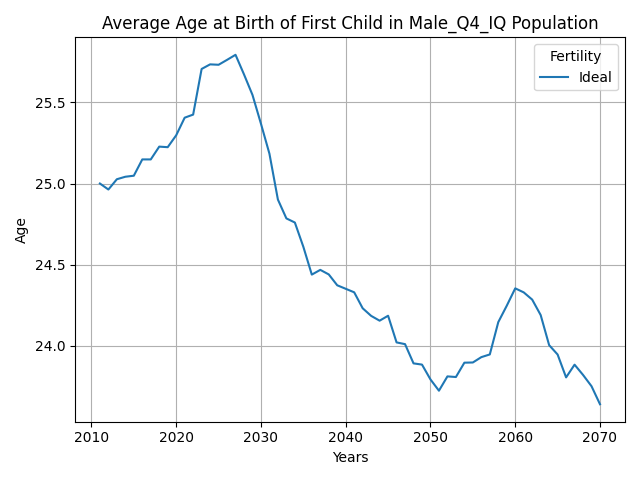 Average Age at Birth of First Child in Male_Q4_IQ Population
Fertility
Ideal
Age
25.5
25.0
24.5
24.0
2010 2020 2030 2040 2050 2060 2070
Years